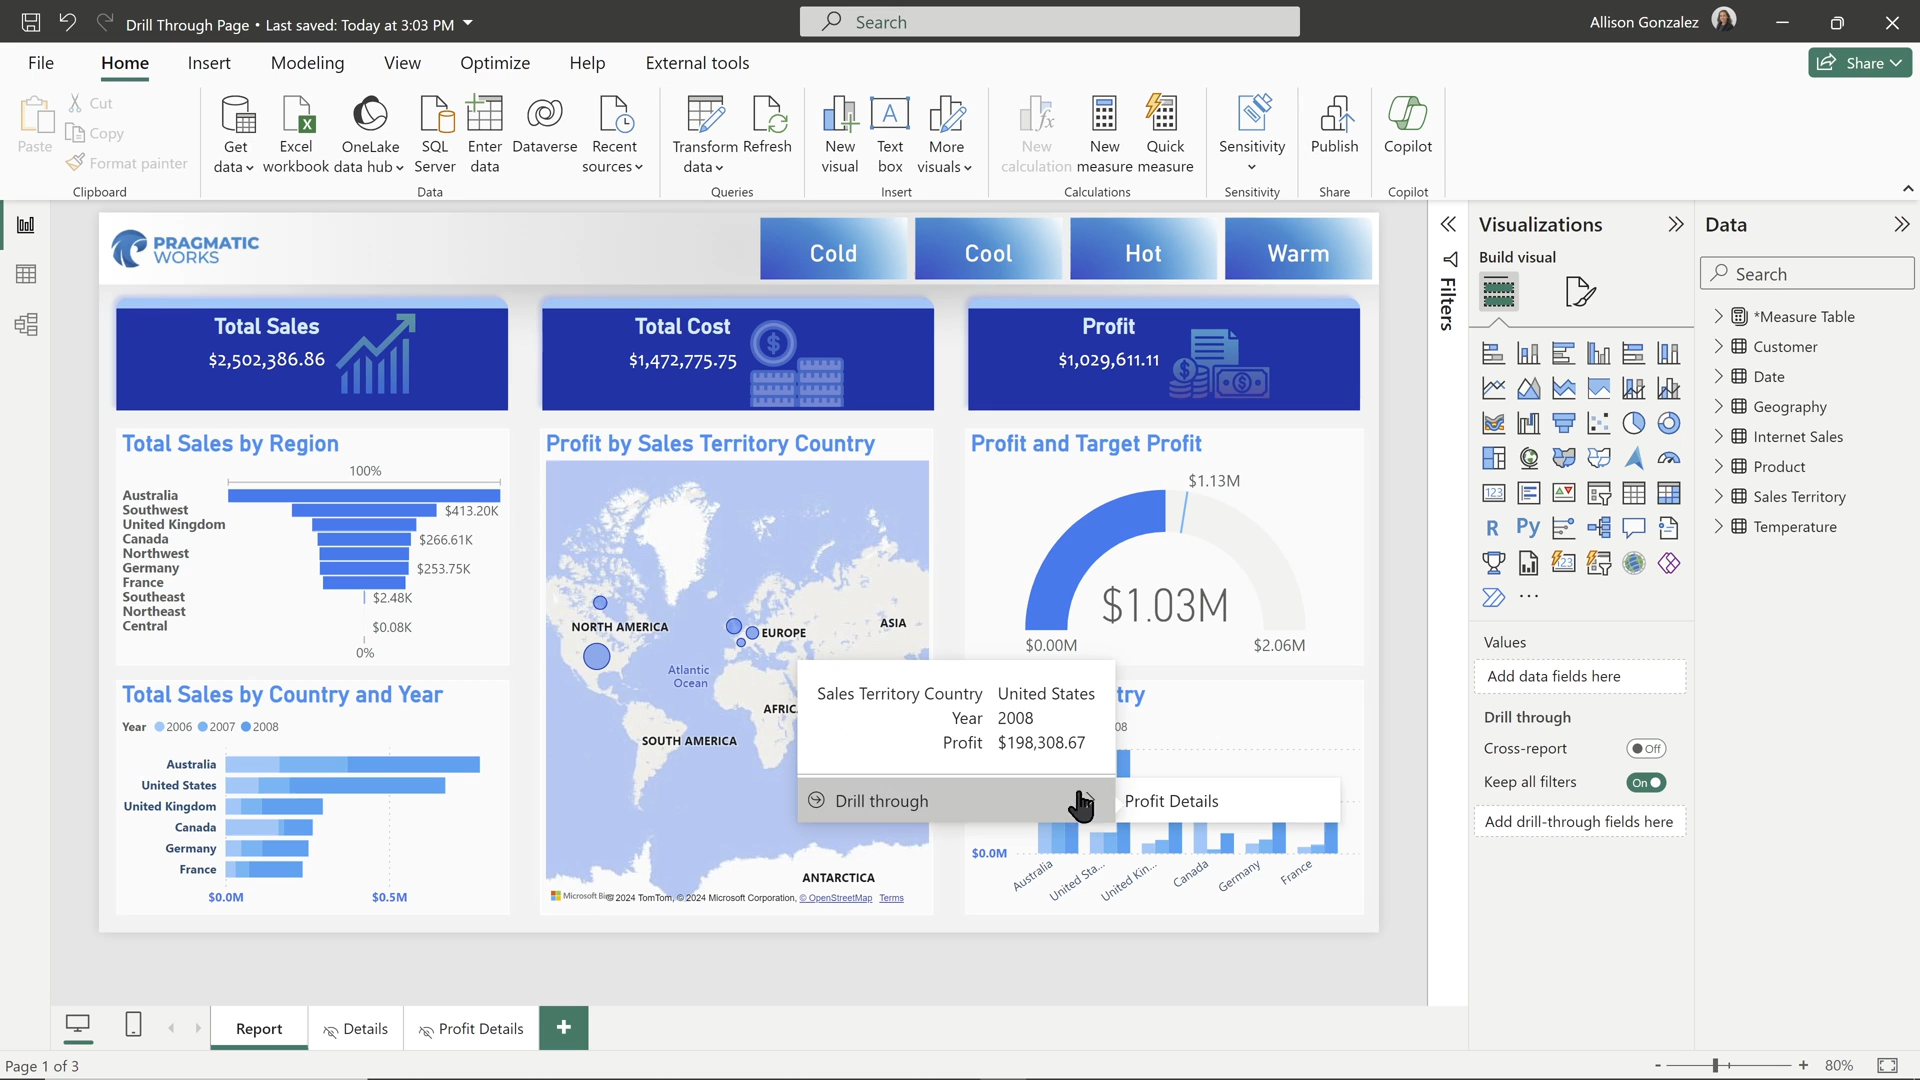 Drill Through Page • Last saved: Today at 3:03 PM
Search
Allison Gonzalez
File
Home
Insert
Modeling
View
Optimize
Help
External tools
Share
Paste
Cut
Copy
Format painter
Clipboard
Get data
Excel workbook
OneLake data hub
SQL Server
Enter data
Dataverse
Recent sources
Data
Transform data
Refresh
Queries
New visual
Text box
More visuals
Insert
New calculation
New measure
Quick measure
Calculations
Sensitivity
Sensitivity
Publish
Share
Copilot
Copilot
PRAGMATIC
WORKS
Cold
Cool
Hot
Warm
Total Sales
$2,502,386.86
Total Cost
$1,472,775.75
Profit
$1,029,611.11
Total Sales by Region
100%
Australia
Southwest
$413.20K
United Kingdom
Canada
$266.61K
Northwest
Germany
$253.75K
France
Southeast
$2.48K
Northeast
Central
$0.08K
0%
Profit by Sales Territory Country
NORTH AMERICA
EUROPE
ASIA
Atlantic
Ocean
AFRIC
SOUTH AMERICA
ANTARCTICA
Microsoft Bing
© 2024 TomTom, © 2024 Microsoft Corporation, © OpenStreetMap Terms
Profit and Target Profit
$1.13M
$1.03M
$0.00M
$2.06M
Total Sales by Country and Year
Year 2006 2007 2008
Australia
United States
United Kingdom
Canada
Germany
France
$0.0M
$0.5M
try
08
Sales Territory Country United States
Year 2008
Profit $198,308.67
Drill through
Profit Details
$0.0M
Australia
United Sta...
United Kin...
Canada
Germany
France
Filters
Visualizations
Build visual
123
R
Py
123
Values
Add data fields here
Drill through
Cross-report
Off
Keep all filters
On
Add drill-through fields here
Data
Search
*Measure Table
Customer
Date
Geography
Internet Sales
Product
Sales Territory
Temperature
Report
Details
Profit Details
Page 1 of 3
80%